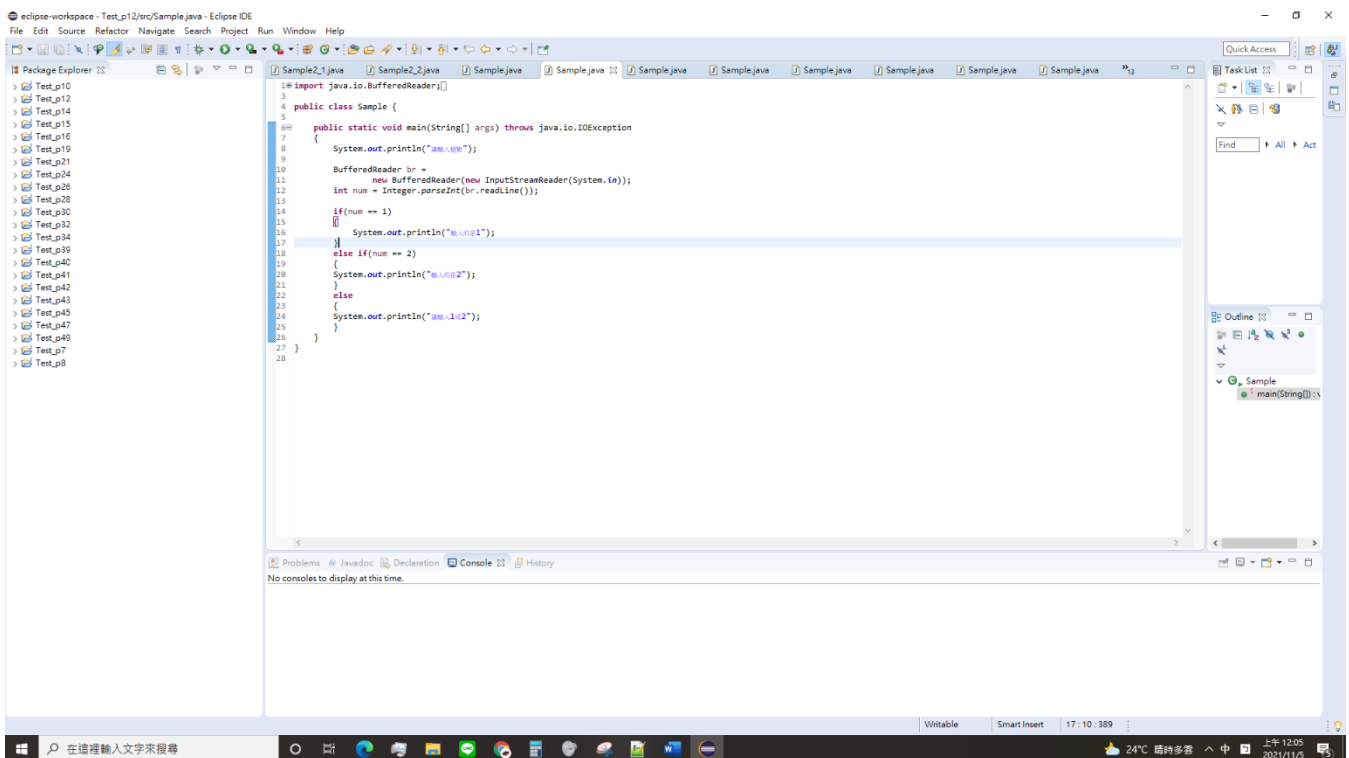 eclipse-workspace - Test_p12/src/Sample.java - Eclipse IDE
File Edit Source Refactor Navigate Search Project Run Window Help
Quick Access
Package Explorer
Test_p10
Test_p12
Test_p14
Test_p15
Test_p16
Test_p19
Test_p21
Test_p24
Test_p26
Test_p28
Test_p30
Test_p32
Test_p34
Test_p39
Test_p40
Test_p41
Test_p42
Test_p43
Test_p45
Test_p47
Test_p49
Test_p7
Test_p8
Sample2_1.java Sample2_2.java Sample.java Sample.java Sample.java Sample.java Sample.java Sample.java Sample.java Sample.java »13
1 import java.io.BufferedReader;
3
4 public class Sample {
5
6 public static void main(String[] args) throws java.io.IOException
7 {
8 System.out.println("請輸入整數");
9
10 BufferedReader br =
11 new BufferedReader(new InputStreamReader(System.in));
12 int num = Integer.parseInt(br.readLine());
13
14 if(num == 1)
15 {
16 System.out.println("輸入的是1");
17 }
18 else if(num == 2)
19 {
20 System.out.println("輸入的是2");
21 }
22 else
23 {
24 System.out.println("請輸入1或2");
25 }
26 }
27 }
28
Task List
Find All Act
Outline
Sample
main(String[]) : v
Problems Javadoc Declaration Console History
No consoles to display at this time.
Writable Smart Insert 17 : 10 : 389
在這裡輸入文字來搜尋
24°C 晴時多雲 中
上午 12:05
2021/11/5